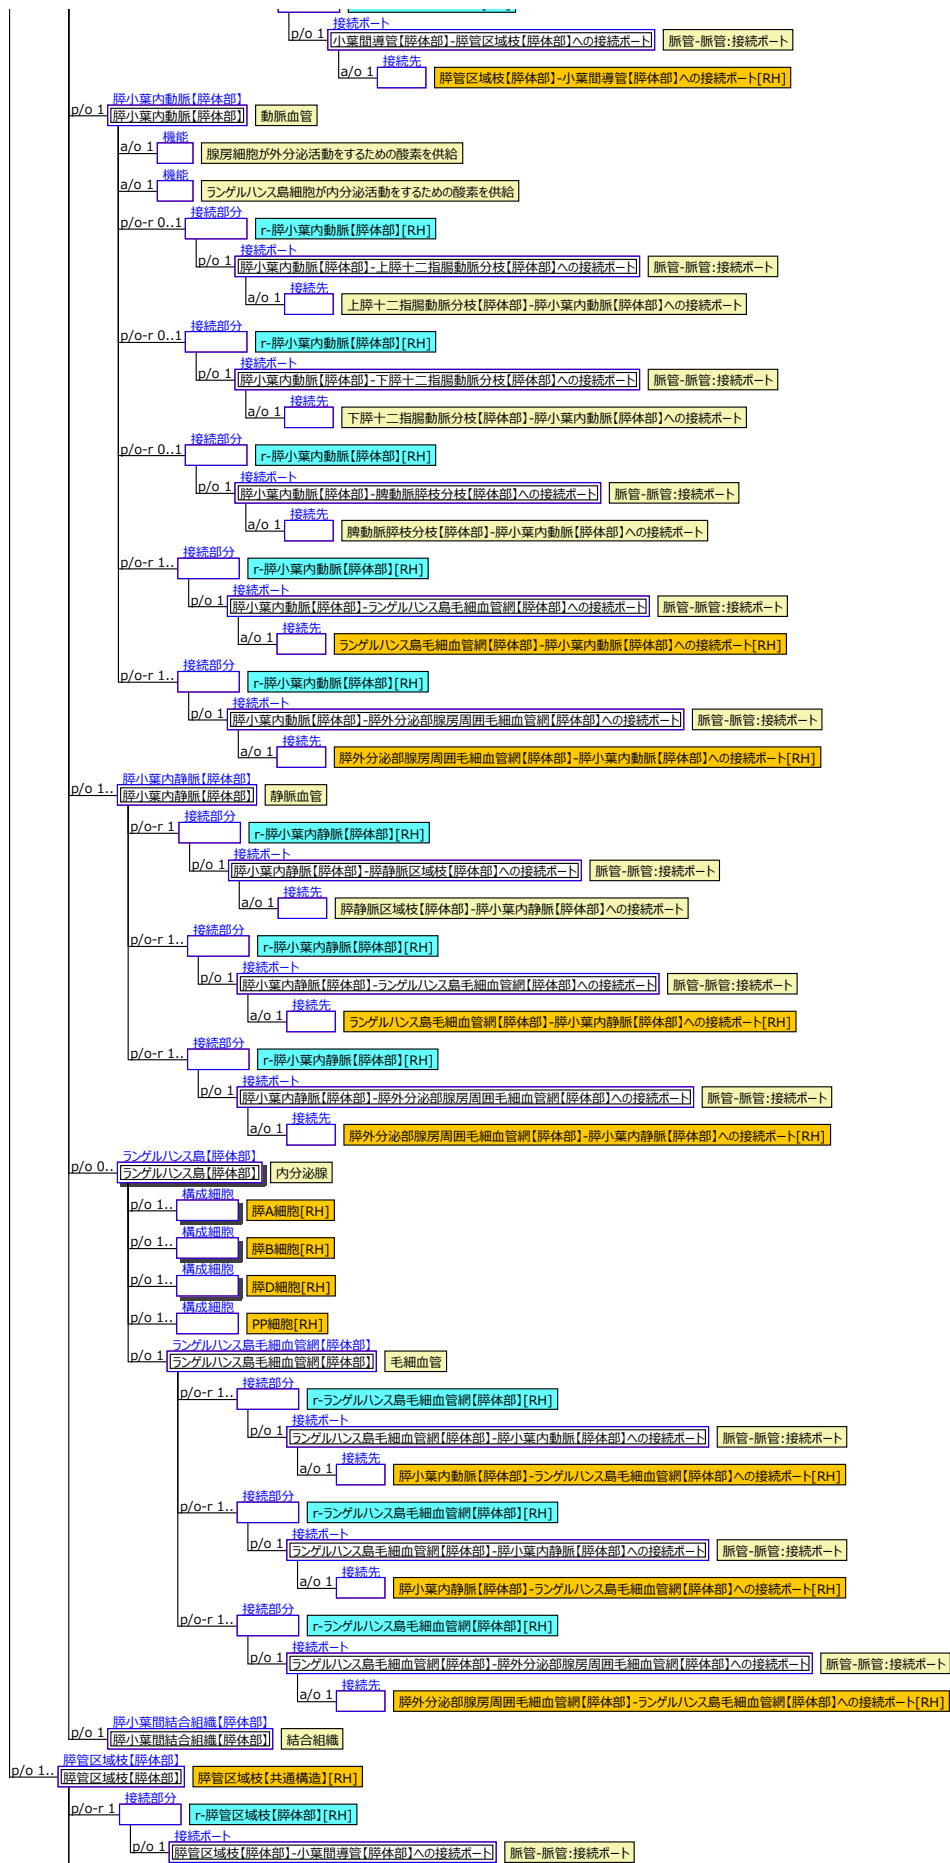 接続ポート
p/o 1 小葉間導管【膵体部】-膵管区域枝【膵体部】への接続ポート 脈管-脈管:接続ポート
接続先
a/o 1 膵管区域枝【膵体部】-小葉間導管【膵体部】への接続ポート[RH]
膵小葉内動脈【膵体部】
p/o 1 膵小葉内動脈【膵体部】 動脈血管
機能
a/o 1 腺房細胞が外分泌活動をするための酸素を供給
機能
a/o 1 ランゲルハンス島細胞が内分泌活動をするための酸素を供給
接続部分
p/o-r 0..1 r-膵小葉内動脈【膵体部】[RH]
接続ポート
p/o 1 膵小葉内動脈【膵体部】-上膵十二指腸動脈分枝【膵体部】への接続ポート 脈管-脈管:接続ポート
接続先
a/o 1 上膵十二指腸動脈分枝【膵体部】-膵小葉内動脈【膵体部】への接続ポート
接続部分
p/o-r 0..1 r-膵小葉内動脈【膵体部】[RH]
接続ポート
p/o 1 膵小葉内動脈【膵体部】-下膵十二指腸動脈分枝【膵体部】への接続ポート 脈管-脈管:接続ポート
接続先
a/o 1 下膵十二指腸動脈分枝【膵体部】-膵小葉内動脈【膵体部】への接続ポート
接続部分
p/o-r 0..1 r-膵小葉内動脈【膵体部】[RH]
接続ポート
p/o 1 膵小葉内動脈【膵体部】-脾動脈膵枝分枝【膵体部】への接続ポート 脈管-脈管:接続ポート
接続先
a/o 1 脾動脈膵枝分枝【膵体部】-膵小葉内動脈【膵体部】への接続ポート
接続部分
p/o-r 1.. r-膵小葉内動脈【膵体部】[RH]
接続ポート
p/o 1 膵小葉内動脈【膵体部】-ランゲルハンス島毛細血管網【膵体部】への接続ポート 脈管-脈管:接続ポート
接続先
a/o 1 ランゲルハンス島毛細血管網【膵体部】-膵小葉内動脈【膵体部】への接続ポート[RH]
接続部分
p/o-r 1.. r-膵小葉内動脈【膵体部】[RH]
接続ポート
p/o 1 膵小葉内動脈【膵体部】-膵外分泌部腺房周囲毛細血管網【膵体部】への接続ポート 脈管-脈管:接続ポート
接続先
a/o 1 膵外分泌部腺房周囲毛細血管網【膵体部】-膵小葉内動脈【膵体部】への接続ポート[RH]
膵小葉内静脈【膵体部】
p/o 1.. 膵小葉内静脈【膵体部】 静脈血管
接続部分
p/o-r 1 r-膵小葉内静脈【膵体部】[RH]
接続ポート
p/o 1 膵小葉内静脈【膵体部】-膵静脈区域枝【膵体部】への接続ポート 脈管-脈管:接続ポート
接続先
a/o 1 膵静脈区域枝【膵体部】-膵小葉内静脈【膵体部】への接続ポート
接続部分
p/o-r 1.. r-膵小葉内静脈【膵体部】[RH]
接続ポート
p/o 1 膵小葉内静脈【膵体部】-ランゲルハンス島毛細血管網【膵体部】への接続ポート 脈管-脈管:接続ポート
接続先
a/o 1 ランゲルハンス島毛細血管網【膵体部】-膵小葉内静脈【膵体部】への接続ポート[RH]
接続部分
p/o-r 1.. r-膵小葉内静脈【膵体部】[RH]
接続ポート
p/o 1 膵小葉内静脈【膵体部】-膵外分泌部腺房周囲毛細血管網【膵体部】への接続ポート 脈管-脈管:接続ポート
接続先
a/o 1 膵外分泌部腺房周囲毛細血管網【膵体部】-膵小葉内静脈【膵体部】への接続ポート[RH]
ランゲルハンス島【膵体部】
p/o 0.. ランゲルハンス島【膵体部】 内分泌腺
構成細胞
p/o 1.. 膵A細胞[RH]
構成細胞
p/o 1.. 膵B細胞[RH]
構成細胞
p/o 1.. 膵D細胞[RH]
構成細胞
p/o 1.. PP細胞[RH]
ランゲルハンス島毛細血管網【膵体部】
p/o 1 ランゲルハンス島毛細血管網【膵体部】 毛細血管
接続部分
p/o-r 1.. r-ランゲルハンス島毛細血管網【膵体部】[RH]
接続ポート
p/o 1 ランゲルハンス島毛細血管網【膵体部】-膵小葉内動脈【膵体部】への接続ポート 脈管-脈管:接続ポート
接続先
a/o 1 膵小葉内動脈【膵体部】-ランゲルハンス島毛細血管網【膵体部】への接続ポート[RH]
接続部分
p/o-r 1.. r-ランゲルハンス島毛細血管網【膵体部】[RH]
接続ポート
p/o 1 ランゲルハンス島毛細血管網【膵体部】-膵小葉内静脈【膵体部】への接続ポート 脈管-脈管:接続ポート
接続先
a/o 1 膵小葉内静脈【膵体部】-ランゲルハンス島毛細血管網【膵体部】への接続ポート[RH]
接続部分
p/o-r 1.. r-ランゲルハンス島毛細血管網【膵体部】[RH]
接続ポート
p/o 1 ランゲルハンス島毛細血管網【膵体部】-膵外分泌部腺房周囲毛細血管網【膵体部】への接続ポート 脈管-脈管:接続ポート
接続先
a/o 1 膵外分泌部腺房周囲毛細血管網【膵体部】-ランゲルハンス島毛細血管網【膵体部】への接続ポート[RH]
膵小葉間結合組織【膵体部】
p/o 1 膵小葉間結合組織【膵体部】 結合組織
膵管区域枝【膵体部】
p/o 1.. 膵管区域枝【膵体部】 膵管区域枝【共通構造】[RH]
接続部分
p/o-r 1 r-膵管区域枝【膵体部】[RH]
接続ポート
p/o 1 膵管区域枝【膵体部】-小葉間導管【膵体部】への接続ポート 脈管-脈管:接続ポート